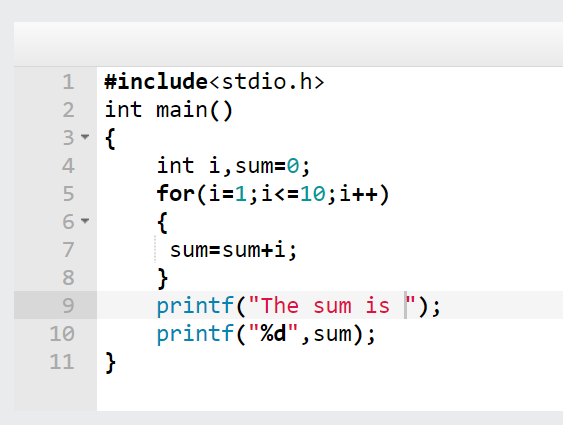 1 #include<stdio.h>
2 int main()
3 {
4     int i,sum=0;
5     for(i=1;i<=10;i++)
6     {
7      sum=sum+i;
8     }
9     printf("The sum is ");
10     printf("%d",sum);
11 }